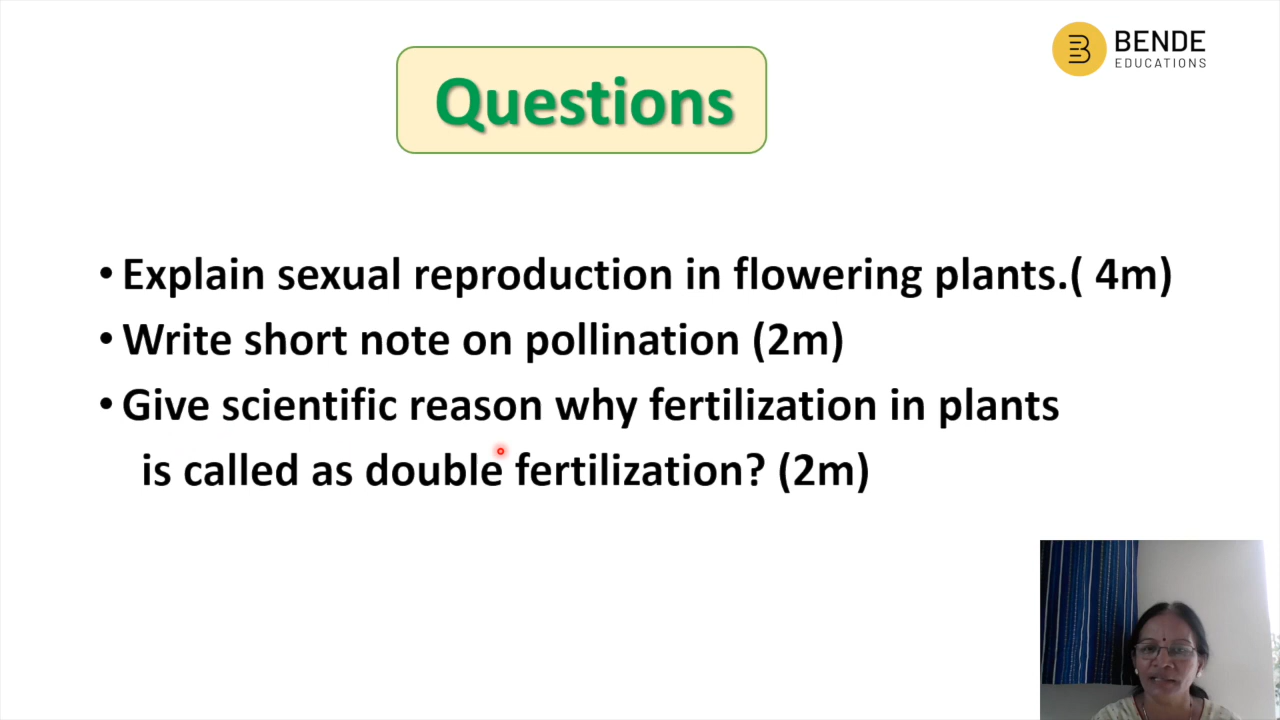 BENDE
EDUCATIONS
Questions
• Explain sexual reproduction in flowering plants.( 4m)
• Write short note on pollination (2m)
• Give scientific reason why fertilization in plants
is called as double fertilization? (2m)